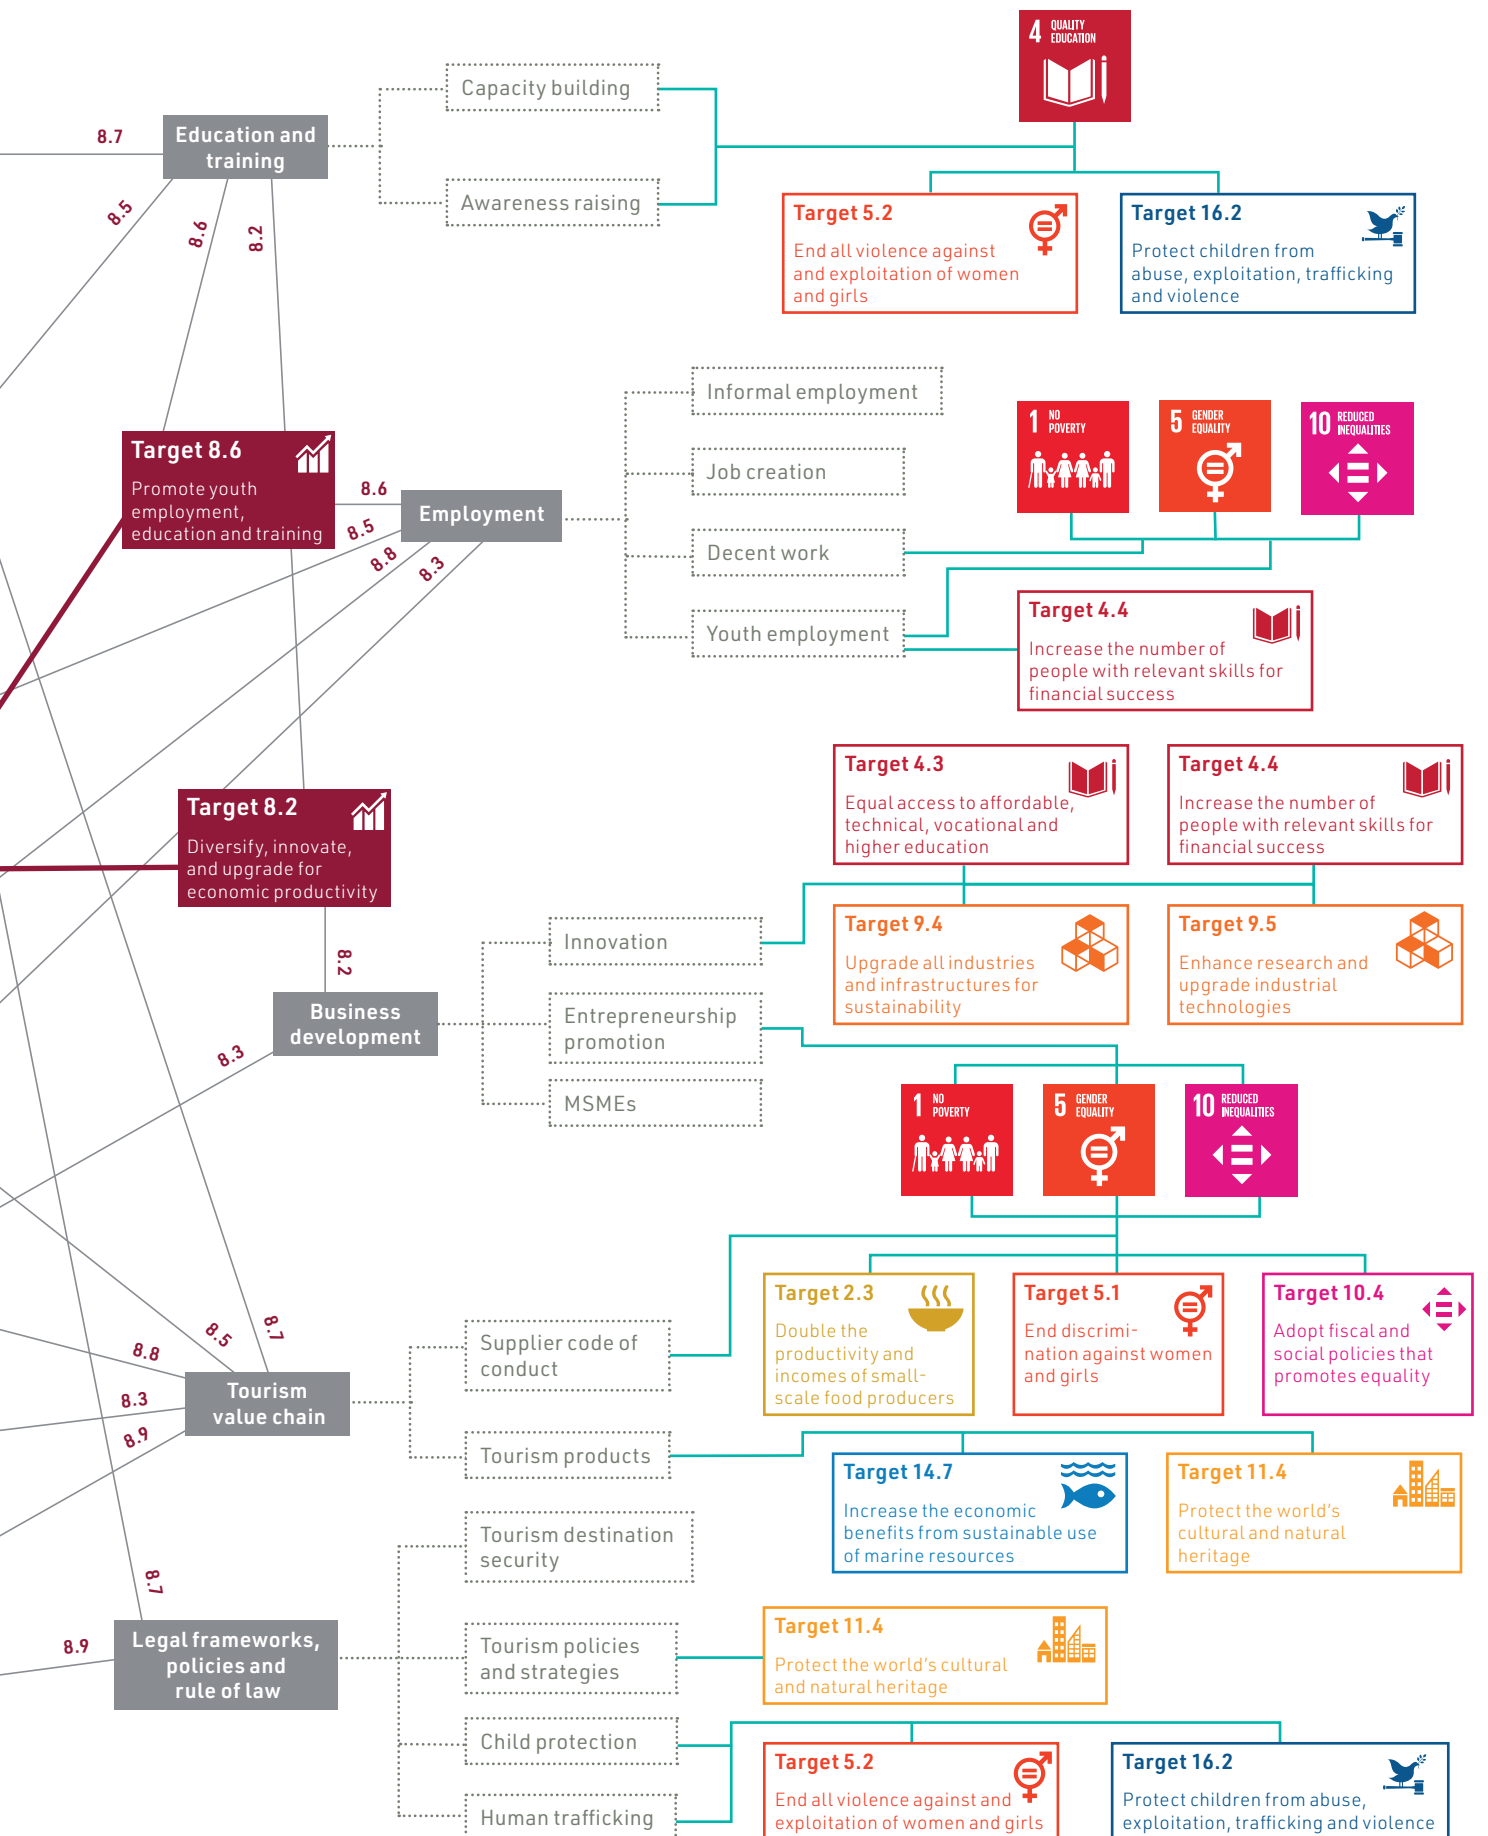 4 QUALITY
EDUCATION
Capacity building
8.7
Education and
training
Awareness raising
8.5
8.6
8.2
Target 5.2
End all violence against
and exploitation of women
and girls
Target 16.2
Protect children from
abuse, exploitation, trafficking
and violence
Informal employment
Job creation
Decent work
Youth employment
1 NO
POVERTY
5 GENDER
EQUALITY
10 REDUCED
INEQUALITIES
Target 8.6
Promote youth
employment,
education and training
8.6
8.5
8.8
8.3
Employment
Target 4.4
Increase the number of
people with relevant skills for
financial success
Target 4.3
Equal access to affordable,
technical, vocational and
higher education
Target 4.4
Increase the number of
people with relevant skills for
financial success
Target 8.2
Diversify, innovate,
and upgrade for
economic productivity
Innovation
Target 9.4
Upgrade all industries
and infrastructures for
sustainability
Target 9.5
Enhance research and
upgrade industrial
technologies
8.2
Business
development
8.3
Entrepreneurship
promotion
MSMEs
1 NO
POVERTY
5 GENDER
EQUALITY
10 REDUCED
INEQUALITIES
Target 2.3
Double the
productivity and
incomes of small-
scale food producers
Target 5.1
End discrimi-
nation against women
and girls
Target 10.4
Adopt fiscal and
social policies that
promotes equality
8.5
8.7
8.8
8.3
8.9
Tourism
value chain
Supplier code of
conduct
Tourism products
Target 14.7
Increase the economic
benefits from sustainable use
of marine resources
Target 11.4
Protect the world's
cultural and natural
heritage
Tourism destination
security
8.7
8.9
Legal frameworks,
policies and
rule of law
Tourism policies
and strategies
Target 11.4
Protect the world's cultural
and natural heritage
Child protection
Human trafficking
Target 5.2
End all violence against and
exploitation of women and girls
Target 16.2
Protect children from abuse,
exploitation, trafficking and violence